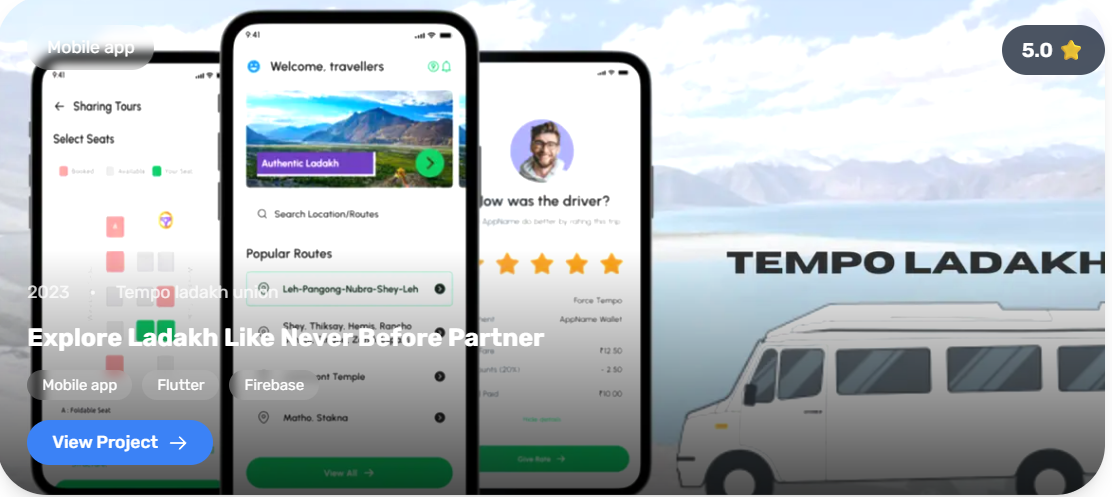 Mobile app
5.0
9:41
Sharing Tours
Select Seats
Booked
Available
Your Seat
A
2023 • Tempo ladakh union
Explore Ladakh Like Never Before Partner
Mobile app
Flutter
Firebase
A : Foldable Seat
View Project
9:41
Welcome, travellers
Authentic Ladakh
Search Location/Routes
Popular Routes
Leh-Pangong-Nubra-Shey-Leh
Shey, Thiksay, Hemis, Rancho
ont Temple
Matho, Stakna
View All
low was the driver?
AppName do better by rating this trip
Force Tempo
AppName Wallet
₹12.50
ounts (20%)
- 2.50
Paid
₹10.00
Give Rate
TEMPO LADAKH